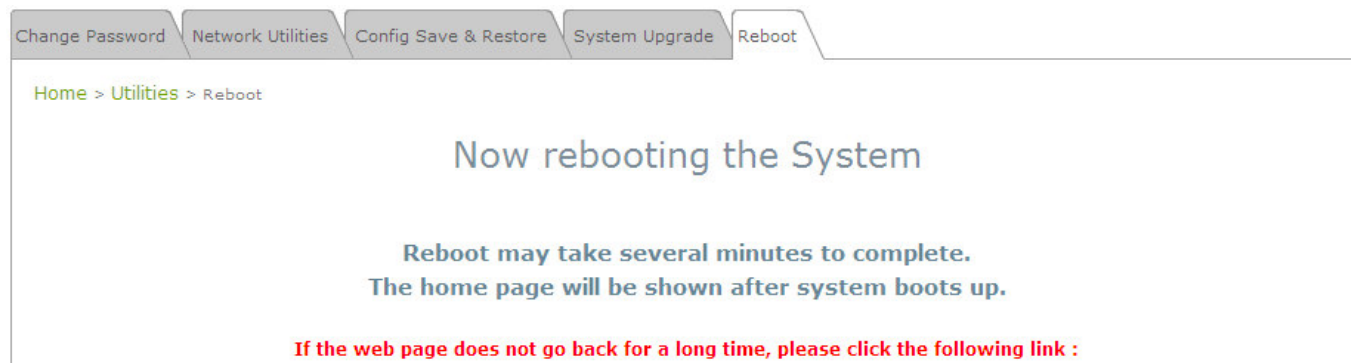 Change Password Network Utilities Config Save & Restore System Upgrade Reboot
Home > Utilities > Reboot
Now rebooting the System
Reboot may take several minutes to complete.
The home page will be shown after system boots up.
If the web page does not go back for a long time, please click the following link :